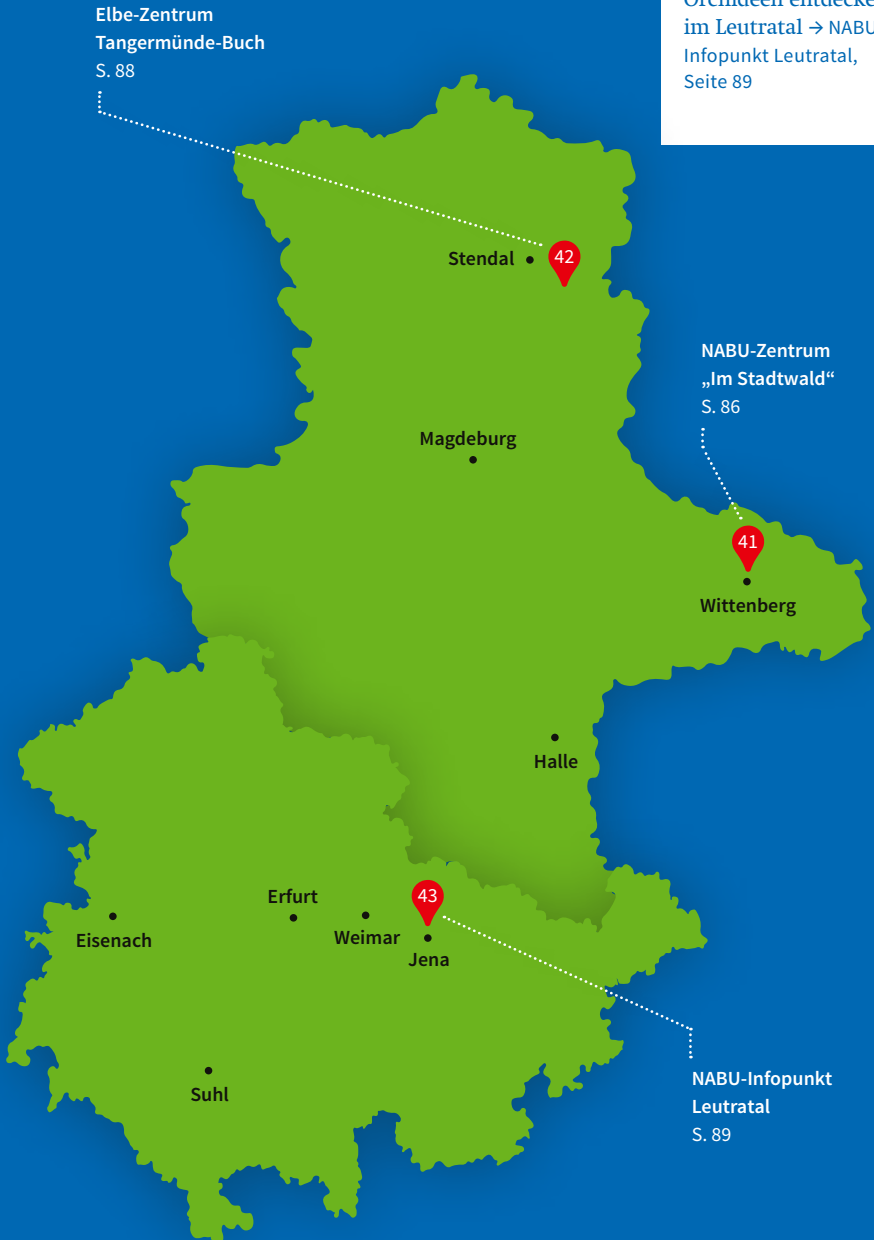 Elbe-Zentrum
Tangermünde-Buch
S. 88
im Leutratal → NABU
Infopunkt Leutratal,
Seite 89
Stendal
42
NABU-Zentrum
„Im Stadtwald“
S. 86
Magdeburg
41
Wittenberg
Halle
43
Erfurt
Eisenach
Weimar
Jena
Suhl
NABU-Infopunkt
Leutratal
S. 89